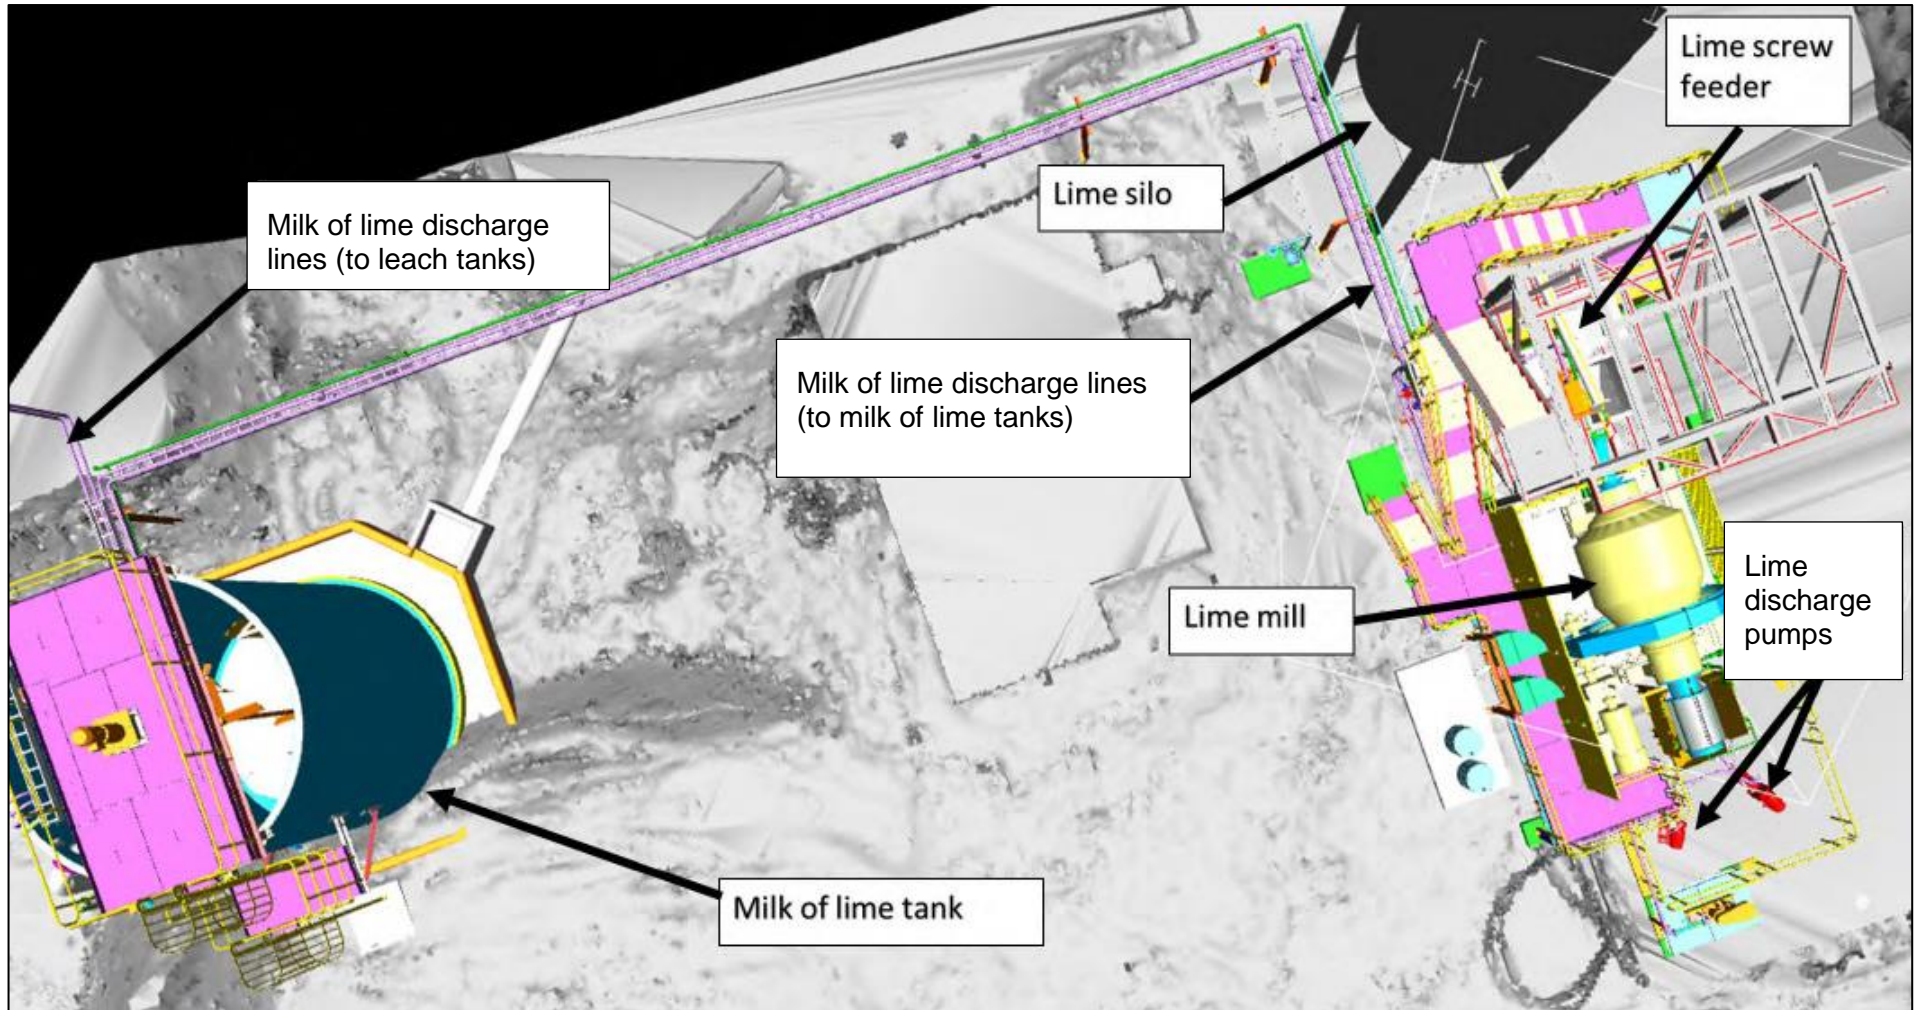 Lime screw
feeder
Lime silo
Milk of lime discharge
lines (to leach tanks)
Milk of lime discharge lines
(to milk of lime tanks)
Lime mill
Lime
discharge
pumps
Milk of lime tank